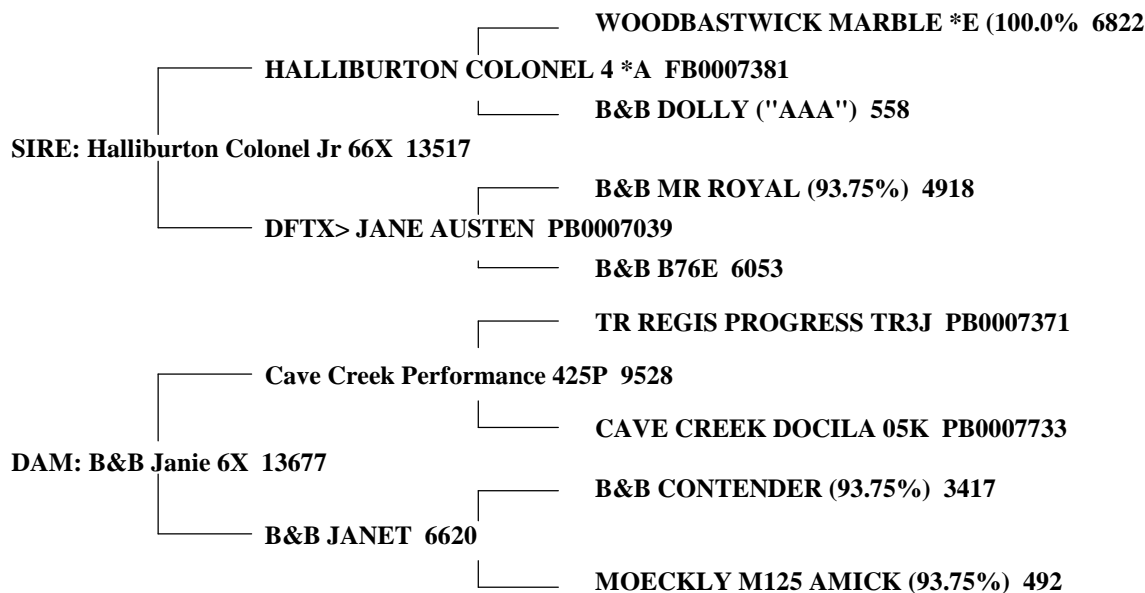 WOODBASTWICK MARBLE *E (100.0%  6822
HALLIBURTON COLONEL 4 *A  FB0007381
B&B DOLLY ("AAA")  558
SIRE: Halliburton Colonel Jr 66X  13517
B&B MR ROYAL (93.75%)  4918
DFTX> JANE AUSTEN  PB0007039
B&B B76E  6053
TR REGIS PROGRESS TR3J  PB0007371
Cave Creek Performance 425P  9528
CAVE CREEK DOCILA 05K  PB0007733
DAM: B&B Janie 6X  13677
B&B CONTENDER (93.75%)  3417
B&B JANET  6620
MOECKLY M125 AMICK (93.75%)  492